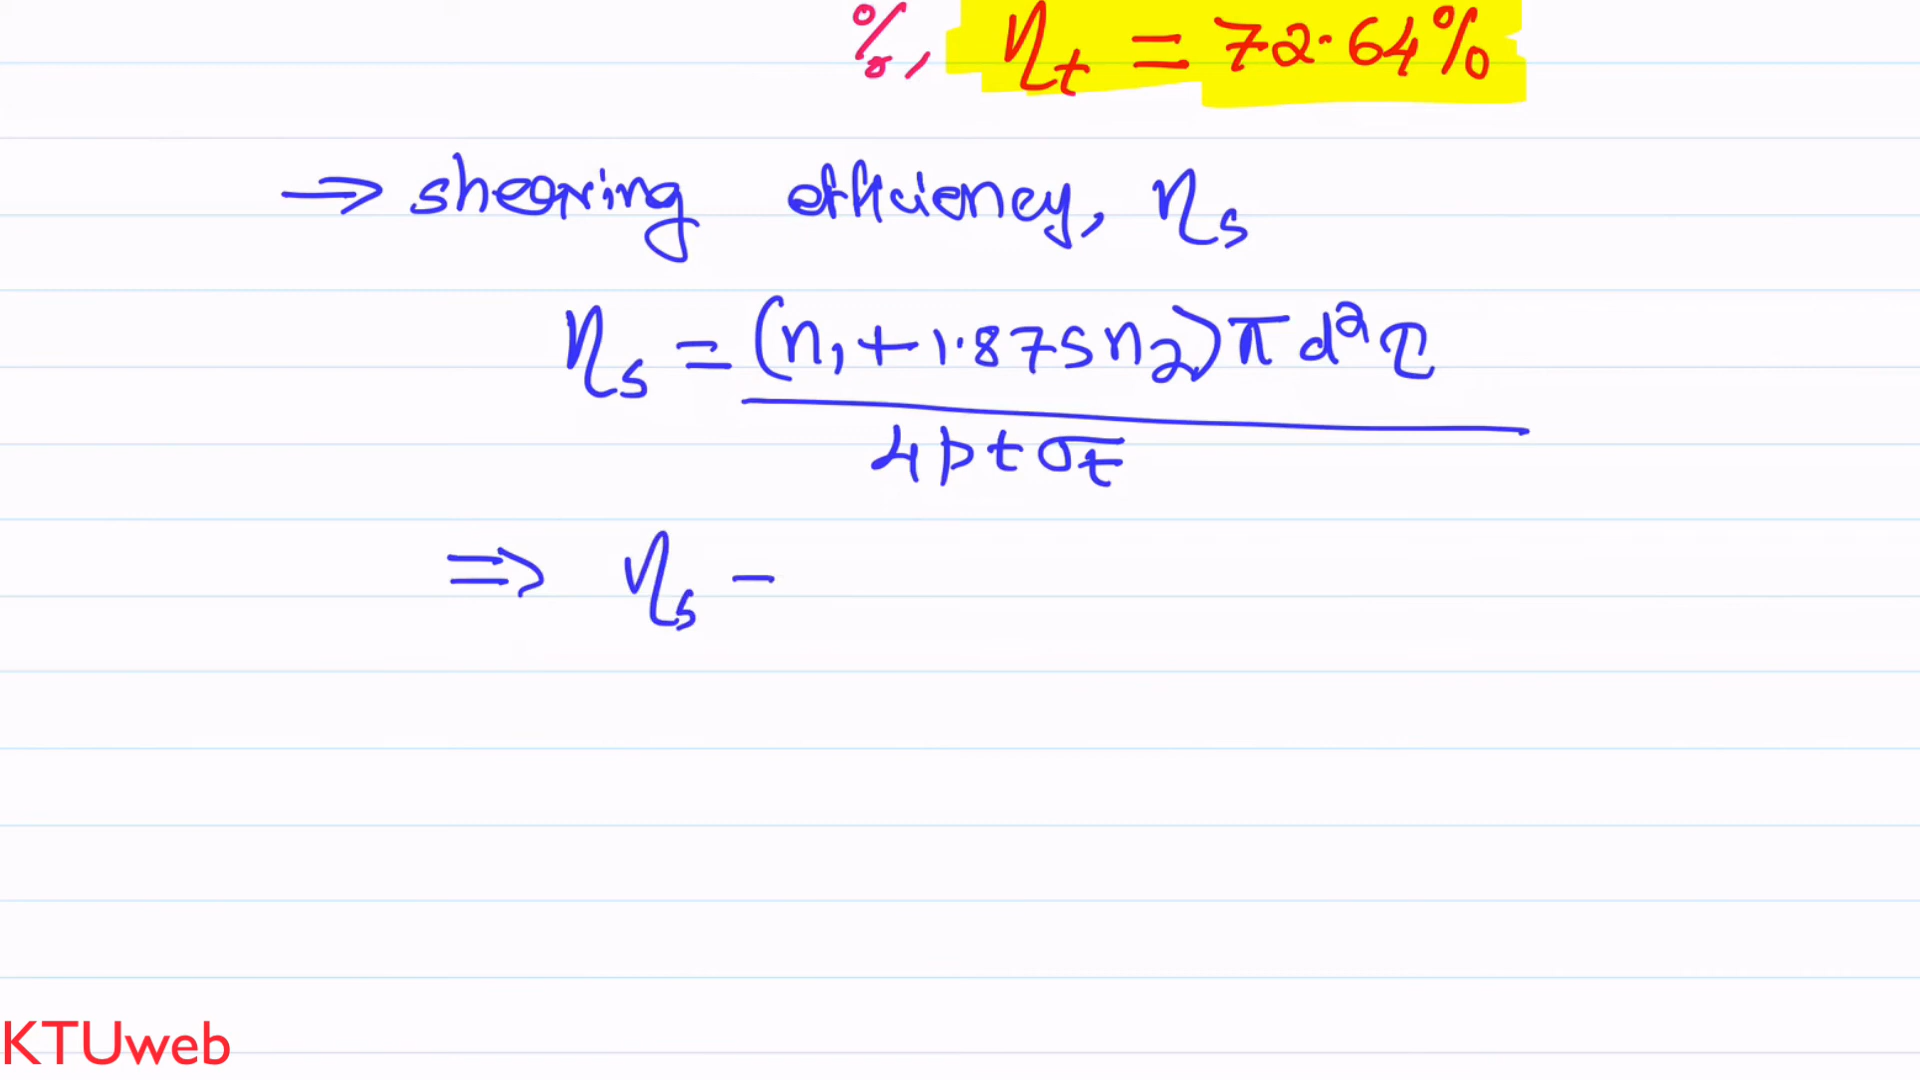 %, ηt = 72.64%
→ shearing efficiency, ηs
ηs = (n1 + 1.875 n2) π d² τ
4 p t σt
⇒ ηs -
KTUweb